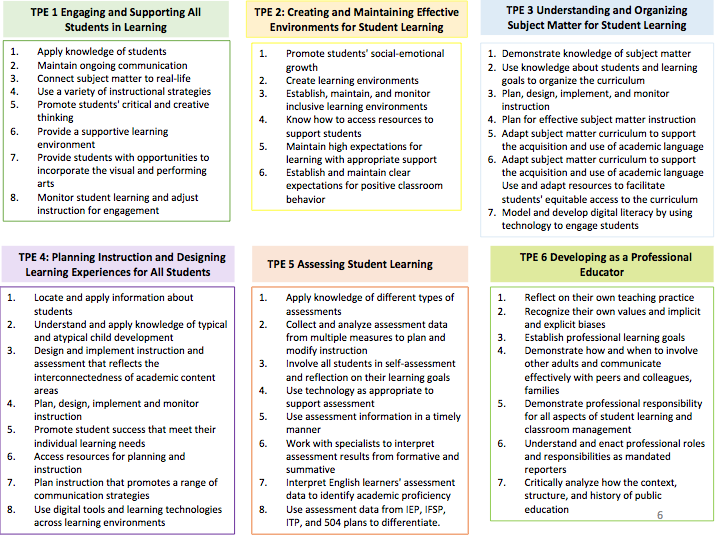 TPE 1 Engaging and Supporting All
Students in Learning
1. Apply knowledge of students
2. Maintain ongoing communication
3. Connect subject matter to real-life
4. Use a variety of instructional strategies
5. Promote students' critical and creative
thinking
6. Provide a supportive learning
environment
7. Provide students with opportunities to
incorporate the visual and performing
arts
8. Monitor student learning and adjust
instruction for engagement
TPE 2: Creating and Maintaining Effective
Environments for Student Learning
1. Promote students' social-emotional
growth
2. Create learning environments
3. Establish, maintain, and monitor
inclusive learning environments
4. Know how to access resources to
support students
5. Maintain high expectations for
learning with appropriate support
6. Establish and maintain clear
expectations for positive classroom
behavior
TPE 3 Understanding and Organizing
Subject Matter for Student Learning
1. Demonstrate knowledge of subject matter
2. Use knowledge about students and learning
goals to organize the curriculum
3. Plan, design, implement, and monitor
instruction
4. Plan for effective subject matter instruction
5. Adapt subject matter curriculum to support
the acquisition and use of academic language
6. Adapt subject matter curriculum to support
the acquisition and use of academic language
Use and adapt resources to facilitate
students' equitable access to the curriculum
7. Model and develop digital literacy by using
technology to engage students
TPE 4: Planning Instruction and Designing
Learning Experiences for All Students
1. Locate and apply information about
students
2. Understand and apply knowledge of typical
and atypical child development
3. Design and implement instruction and
assessment that reflects the
interconnectedness of academic content
areas
4. Plan, design, implement and monitor
instruction
5. Promote student success that meet their
individual learning needs
6. Access resources for planning and
instruction
7. Plan instruction that promotes a range of
communication strategies
8. Use digital tools and learning technologies
across learning environments
TPE 5 Assessing Student Learning
1. Apply knowledge of different types of
assessments
2. Collect and analyze assessment data
from multiple measures to plan and
modify instruction
3. Involve all students in self-assessment
and reflection on their learning goals
4. Use technology as appropriate to
support assessment
5. Use assessment information in a timely
manner
6. Work with specialists to interpret
assessment results from formative and
summative
7. Interpret English learners' assessment
data to identify academic proficiency
8. Use assessment data from IEP, IFSP,
ITP, and 504 plans to differentiate.
TPE 6 Developing as a Professional
Educator
1. Reflect on their own teaching practice
2. Recognize their own values and implicit
and explicit biases
3. Establish professional learning goals
4. Demonstrate how and when to involve
other adults and communicate
effectively with peers and colleagues,
families
5. Demonstrate professional responsibility
for all aspects of student learning and
classroom management
6. Understand and enact professional roles
and responsibilities as mandated
reporters
7. Critically analyze how the context,
structure, and history of public
education
6